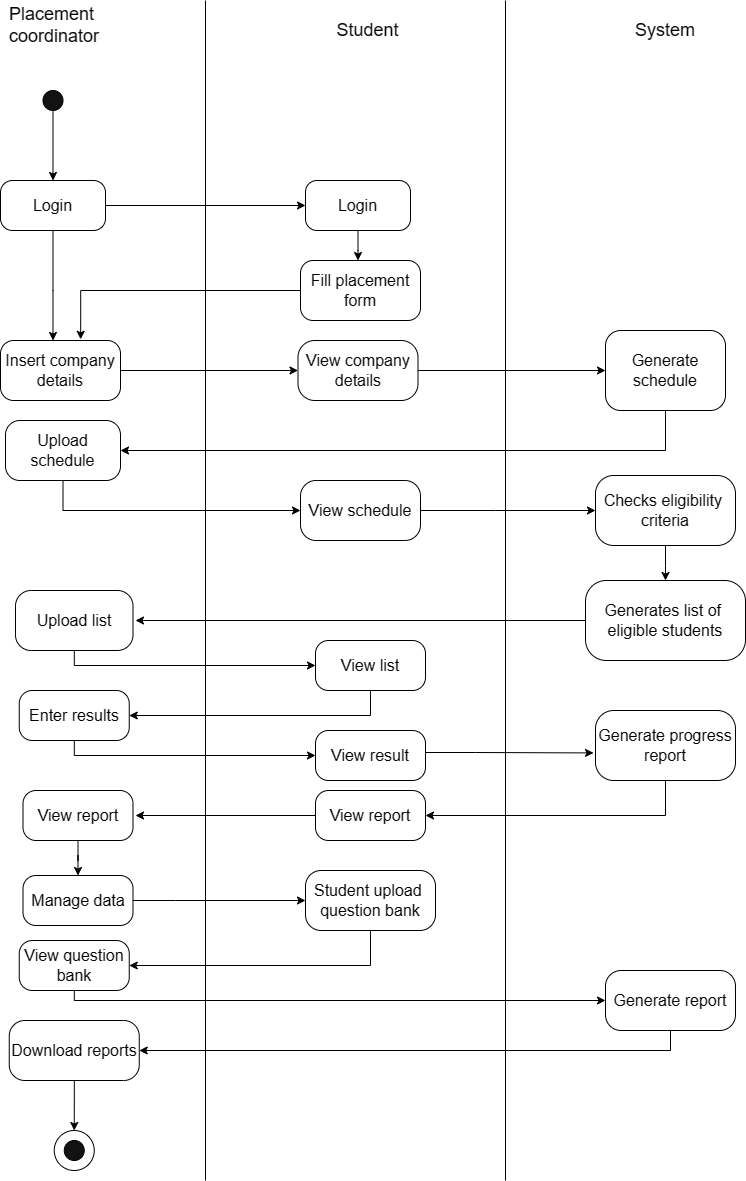 Placement
coordinator
Student
System
Login
Login
Fill placement
form
Insert company
details
View company
details
Generate
schedule
Upload
schedule
View schedule
Checks eligibility
criteria
Upload list
Generates list of
eligible students
View list
Enter results
View result
Generate progress
report
View report
View report
Manage data
Student upload
question bank
View question
bank
Generate report
Download reports